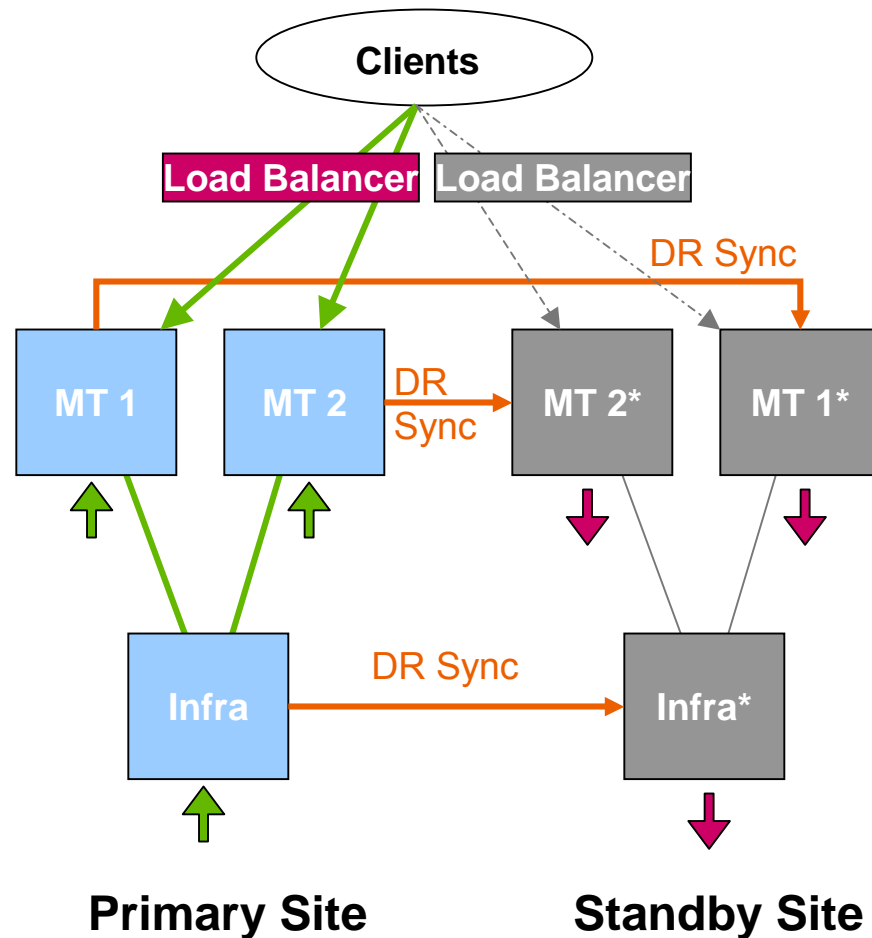 Clients
Load Balancer
Load Balancer
DR Sync
MT 1
MT 2
DR
Sync
MT 2*
MT 1*
DR Sync
Infra
Infra*
Primary Site
Standby Site